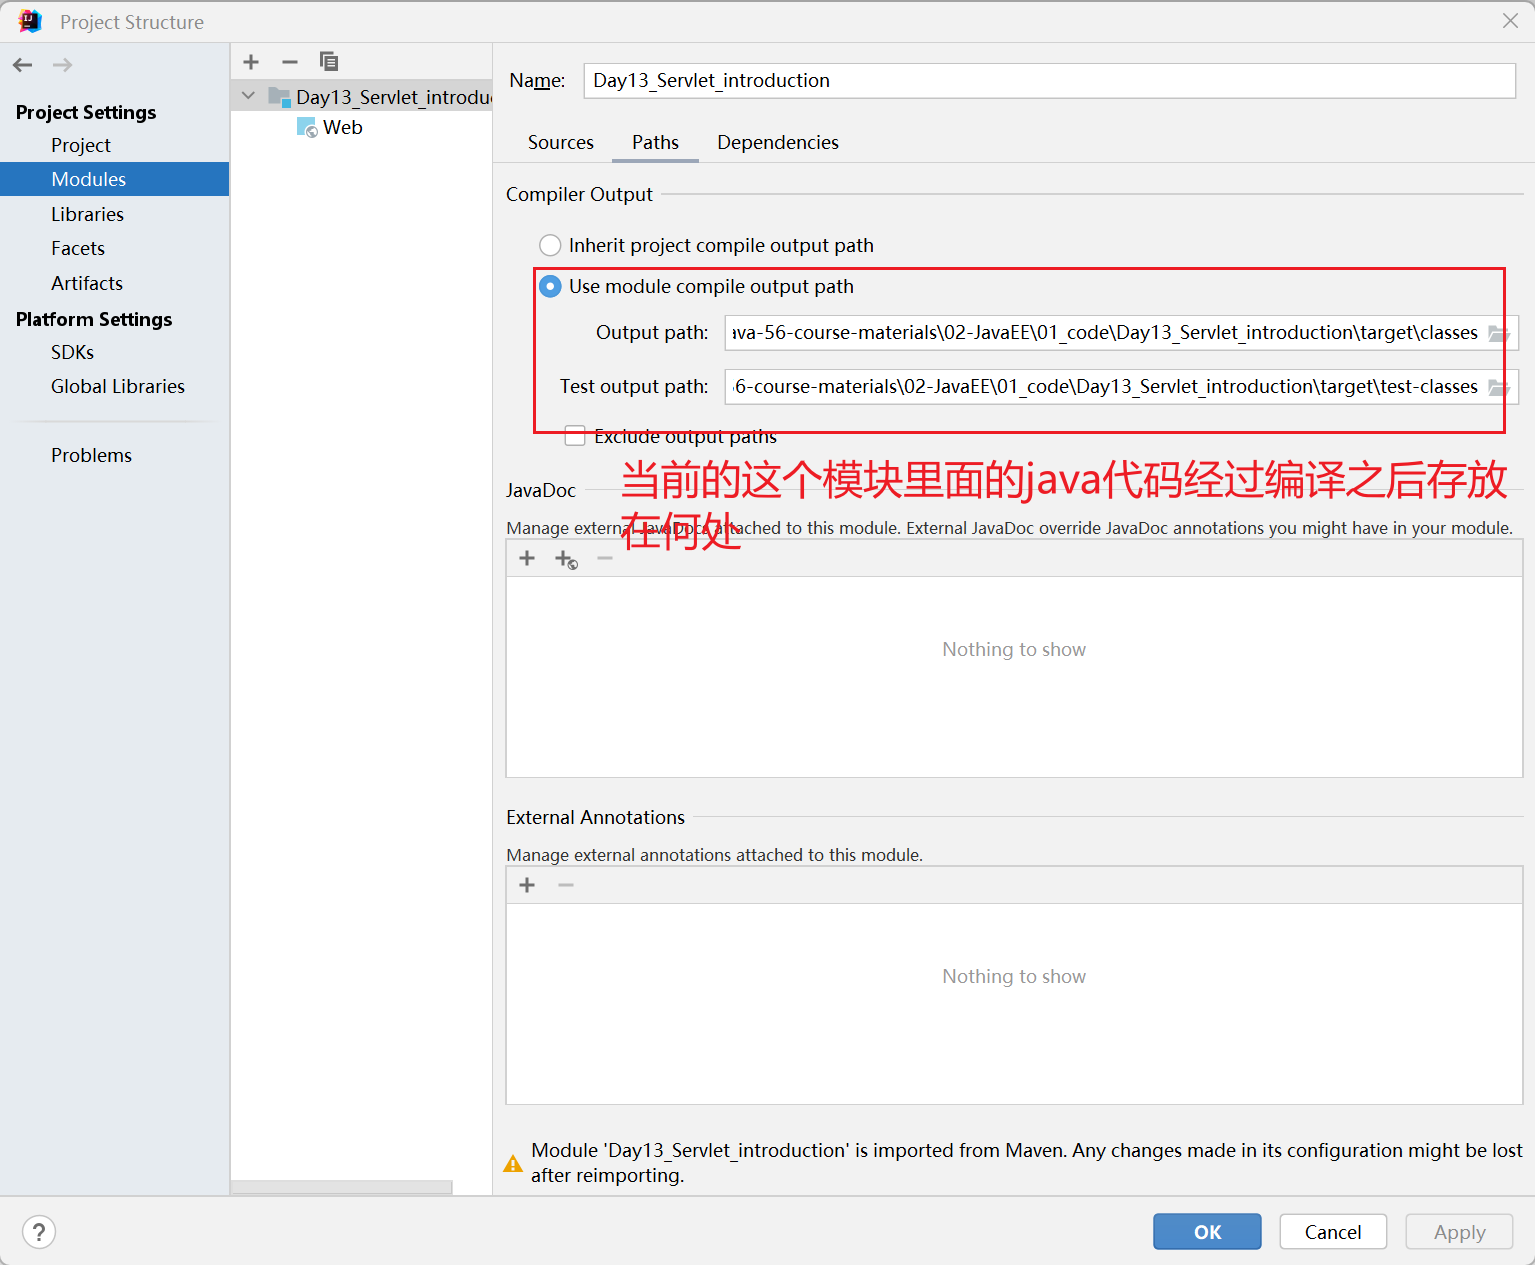 Project Structure
Project Settings
Project
Modules
Libraries
Facets
Artifacts
Platform Settings
SDKs
Global Libraries
Problems
Day13_Servlet_introdu
Web
Name: Day13_Servlet_introduction
Sources Paths Dependencies
Compiler Output
Inherit project compile output path
Use module compile output path
Output path: ava-56-course-materials\02-JavaEE\01_code\Day13_Servlet_introduction\target\classes
Test output path: 6-course-materials\02-JavaEE\01_code\Day13_Servlet_introduction\target\test-classes
Exclude output paths
当前的这个模块里面的java代码经过编译之后存放
在何处
JavaDoc
Manage external JavaDocs attached to this module. External JavaDoc override JavaDoc annotations you might have in your module.
Nothing to show
External Annotations
Manage external annotations attached to this module.
Nothing to show
Module 'Day13_Servlet_introduction' is imported from Maven. Any changes made in its configuration might be lost
after reimporting.
? OK Cancel Apply